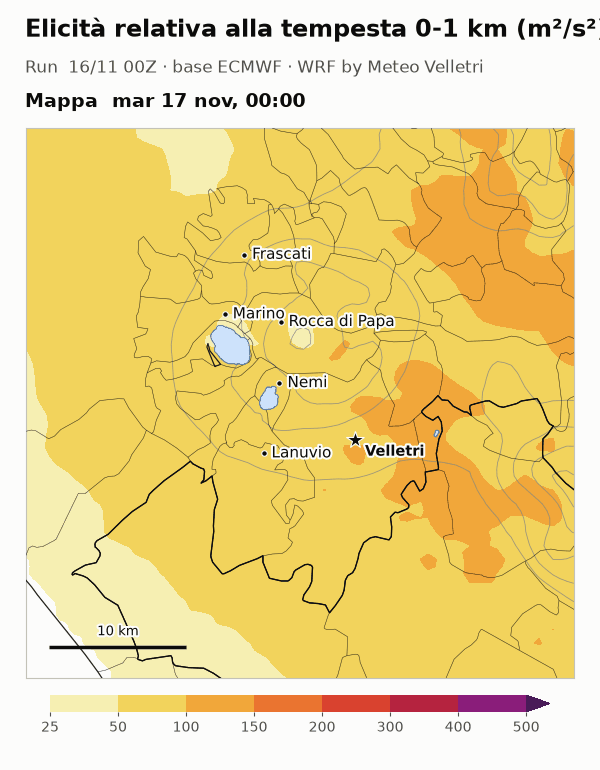 Elicità relativa alla tempesta 0-1 km (m²/s²)
Run  16/11 00Z · base ECMWF · WRF by Meteo Velletri
Mappa  mar 17 nov, 00:00
Frascati
Marino
Rocca di Papa
Nemi
Velletri
Lanuvio
10 km
25 50 100 150 200 300 400 500